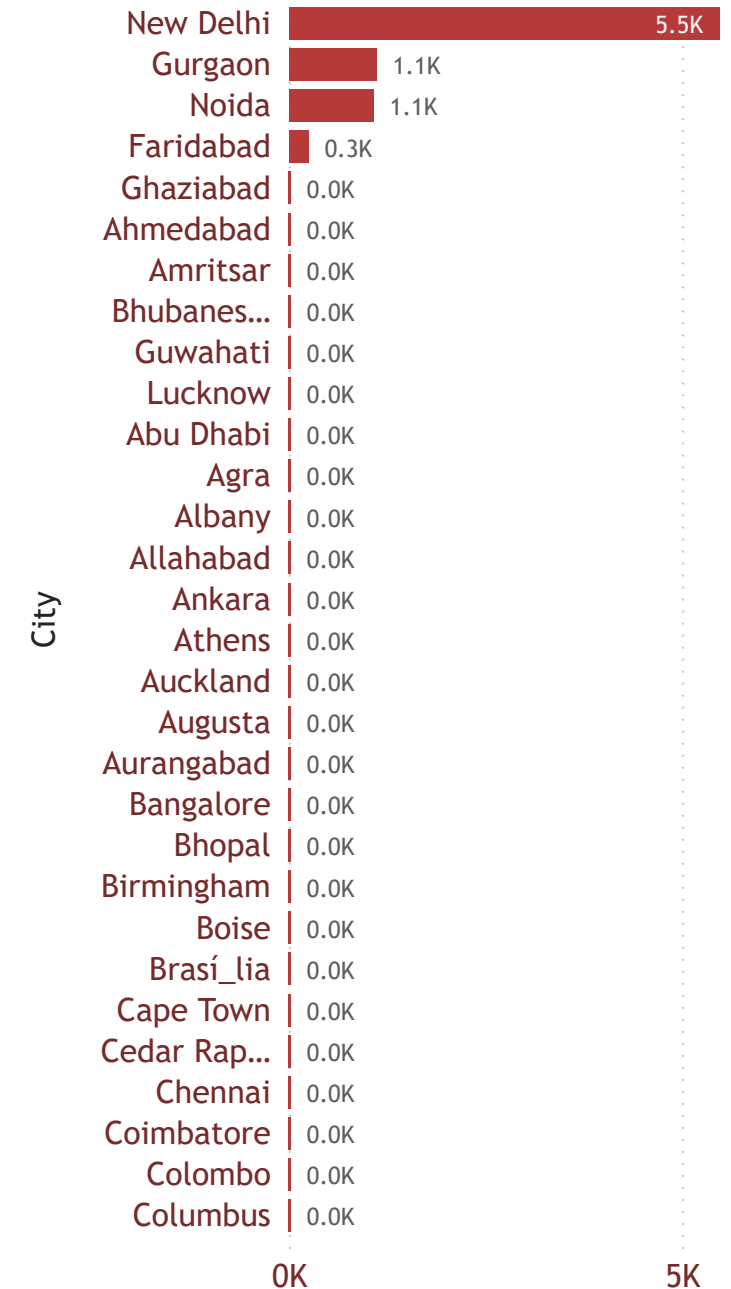 New Delhi 5.5K
Gurgaon 1.1K
Noida 1.1K
Faridabad 0.3K
Ghaziabad 0.0K
Ahmedabad 0.0K
Amritsar 0.0K
Bhubanes... 0.0K
Guwahati 0.0K
Lucknow 0.0K
Abu Dhabi 0.0K
Agra 0.0K
Albany 0.0K
Allahabad 0.0K
Ankara 0.0K
Athens 0.0K
Auckland 0.0K
Augusta 0.0K
Aurangabad 0.0K
Bangalore 0.0K
Bhopal 0.0K
Birmingham 0.0K
Boise 0.0K
Brasí_lia 0.0K
Cape Town 0.0K
Cedar Rap... 0.0K
Chennai 0.0K
Coimbatore 0.0K
Colombo 0.0K
Columbus 0.0K
0K 5K
City